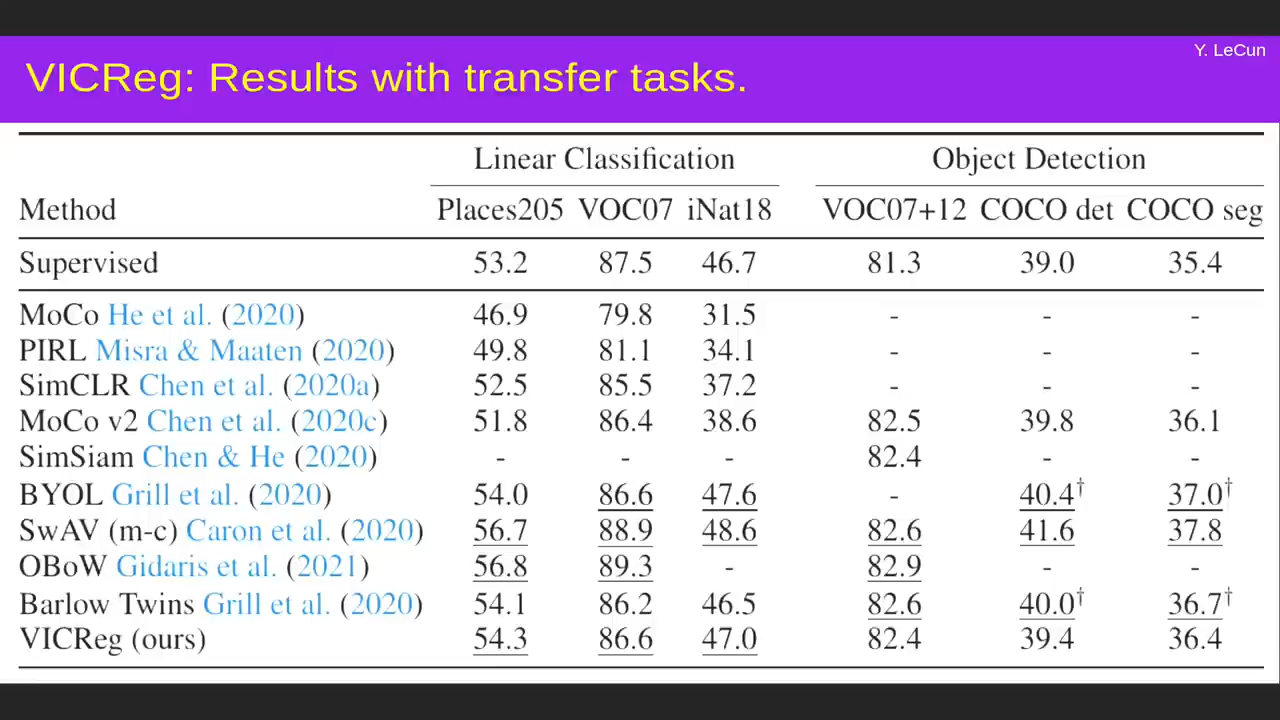 Y. LeCun
VICReg: Results with transfer tasks.
Linear Classification Object Detection
Method Places205 VOC07 iNat18 VOC07+12 COCO det COCO seg
Supervised 53.2 87.5 46.7 81.3 39.0 35.4
MoCo He et al. (2020) 46.9 79.8 31.5 - - -
PIRL Misra & Maaten (2020) 49.8 81.1 34.1 - - -
SimCLR Chen et al. (2020a) 52.5 85.5 37.2 - - -
MoCo v2 Chen et al. (2020c) 51.8 86.4 38.6 82.5 39.8 36.1
SimSiam Chen & He (2020) - - - 82.4 - -
BYOL Grill et al. (2020) 54.0 86.6 47.6 - 40.4† 37.0†
SwAV (m-c) Caron et al. (2020) 56.7 88.9 48.6 82.6 41.6 37.8
OBoW Gidaris et al. (2021) 56.8 89.3 - 82.9 - -
Barlow Twins Grill et al. (2020) 54.1 86.2 46.5 82.6 40.0† 36.7†
VICReg (ours) 54.3 86.6 47.0 82.4 39.4 36.4